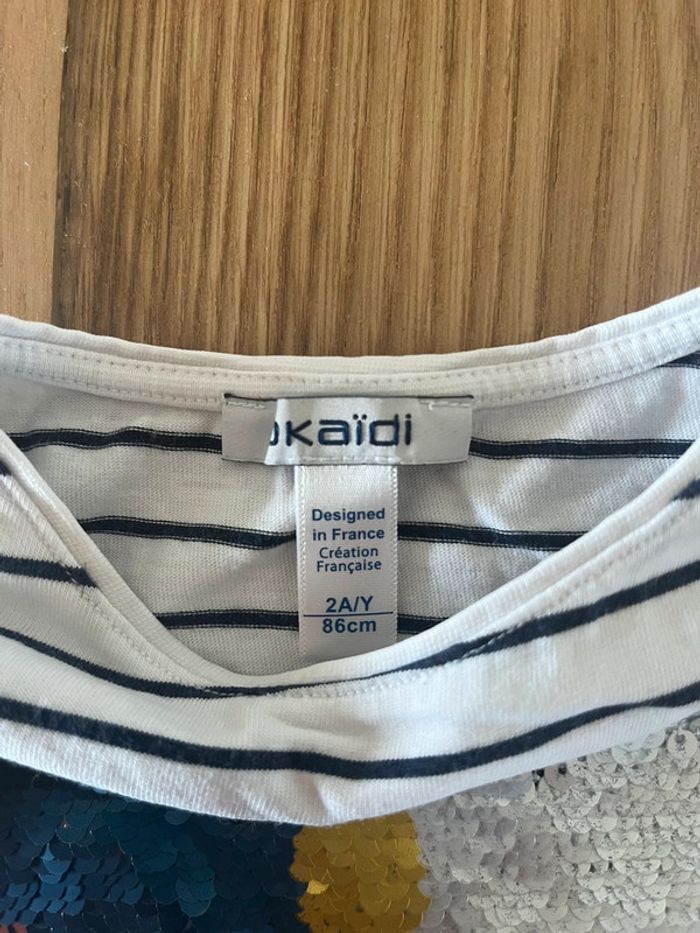 okaïdi
Designed
in France
Création
Française
2A/Y
86cm